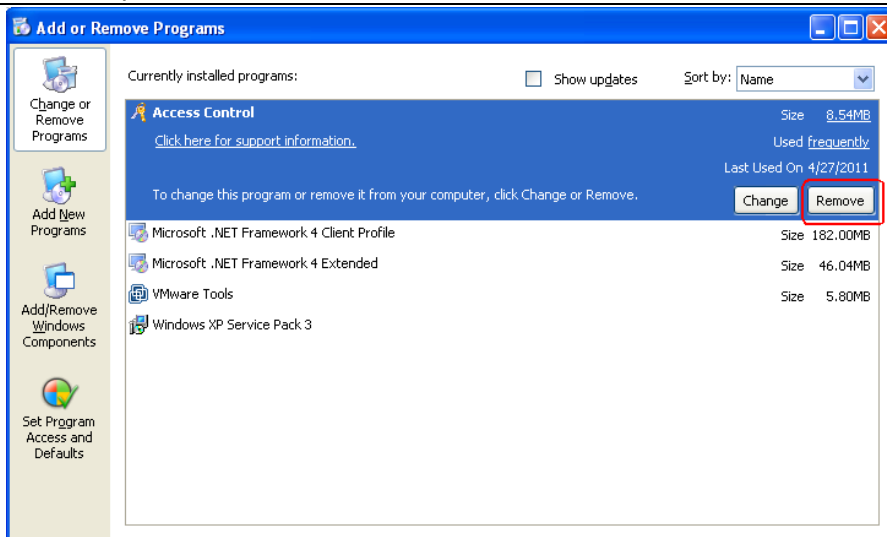 Add or Remove Programs
Change or
Remove
Programs
Add New
Programs
Add/Remove
Windows
Components
Set Program
Access and
Defaults
Currently installed programs:
Show updates
Sort by: Name
Access Control
Size 8.54MB
Click here for support information.
Used frequently
Last Used On 4/27/2011
To change this program or remove it from your computer, click Change or Remove.
Change Remove
Microsoft .NET Framework 4 Client Profile
Size 182.00MB
Microsoft .NET Framework 4 Extended
Size 46.04MB
VMware Tools
Size 5.80MB
Windows XP Service Pack 3